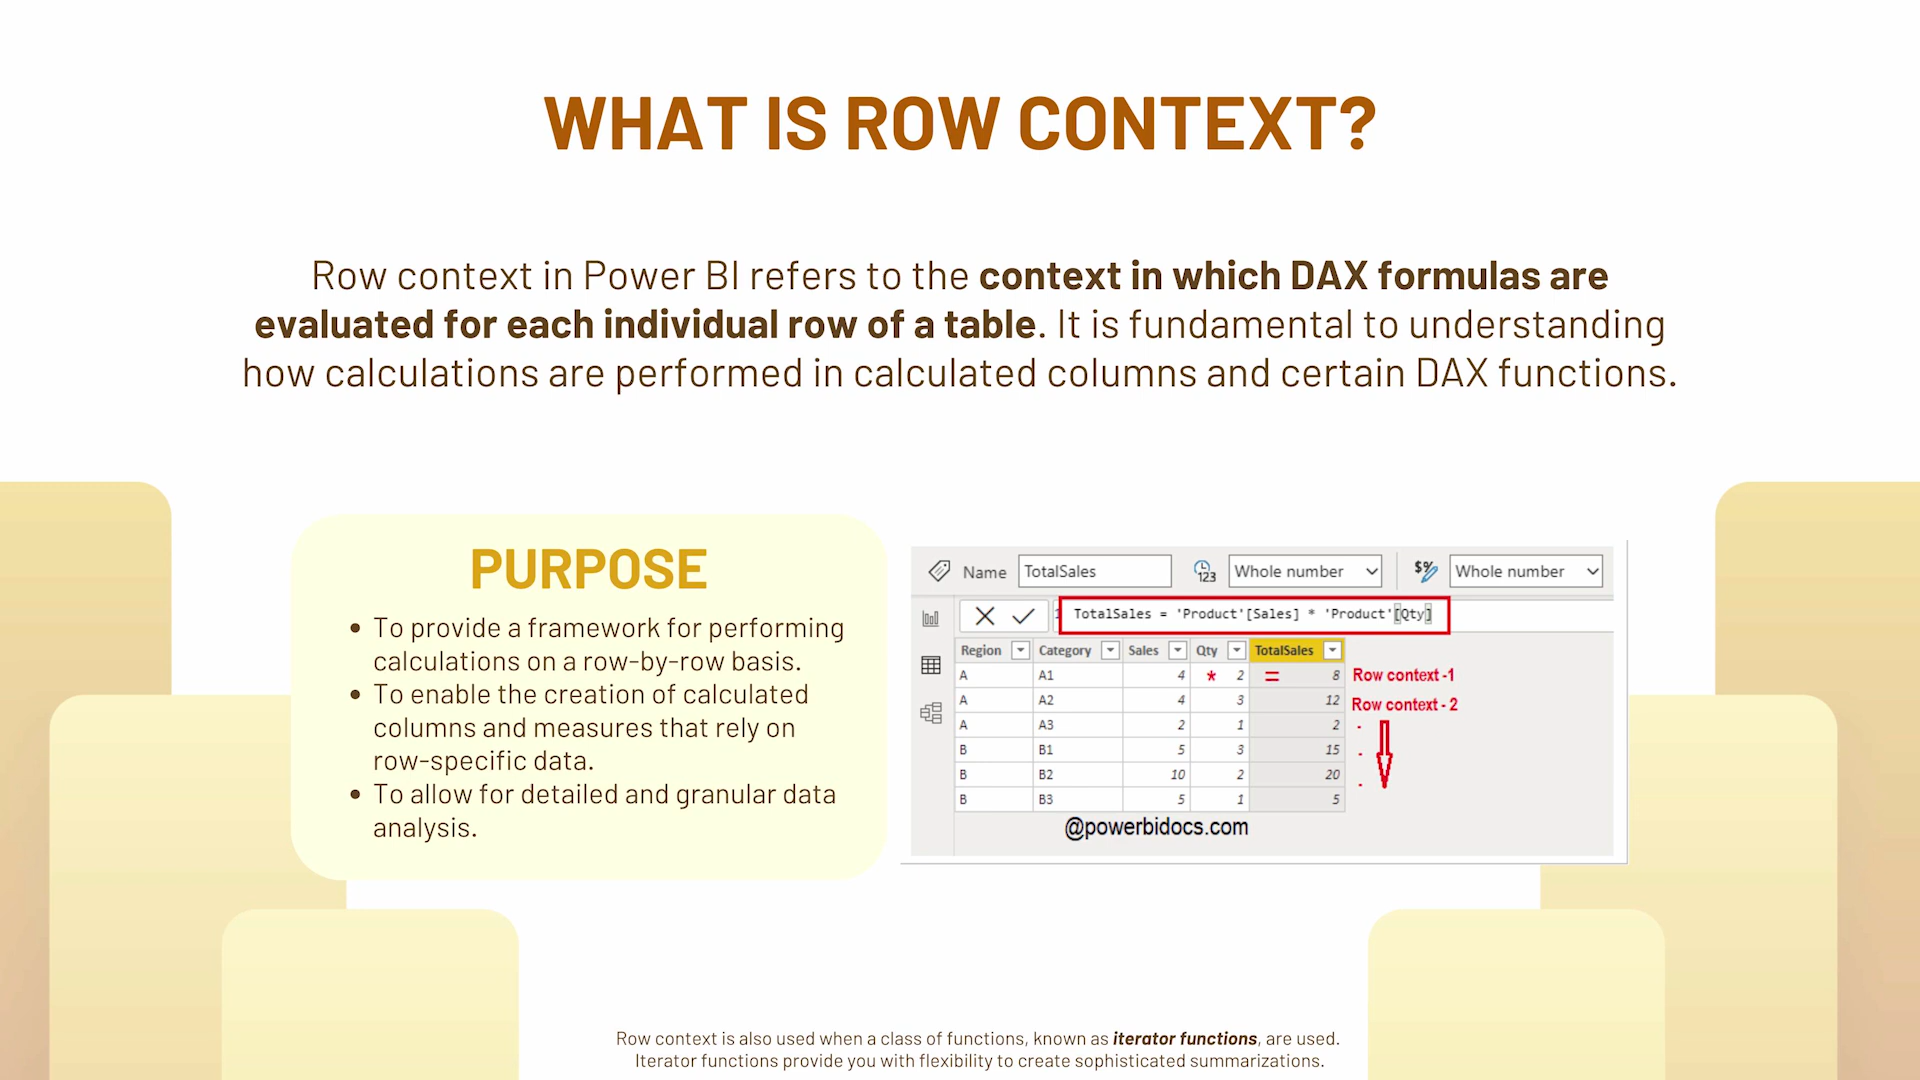 WHAT IS ROW CONTEXT?
Row context in Power BI refers to the context in which DAX formulas are
evaluated for each individual row of a table. It is fundamental to understanding
how calculations are performed in calculated columns and certain DAX functions.
PURPOSE
• To provide a framework for performing
calculations on a row-by-row basis.
• To enable the creation of calculated
columns and measures that rely on
row-specific data.
• To allow for detailed and granular data
analysis.
Name TotalSales 123 Whole number $% Whole number
1 TotalSales = 'Product'[Sales] * 'Product'[Qty]
Region Category Sales Qty TotalSales
A A1 4 * 2 = 8 Row context -1
A A2 4 3 12 Row context - 2
A A3 2 1 2
B B1 5 3 15
B B2 10 2 20
B B3 5 1 5
@powerbidocs.com
Row context is also used when a class of functions, known as iterator functions, are used.
Iterator functions provide you with flexibility to create sophisticated summarizations.